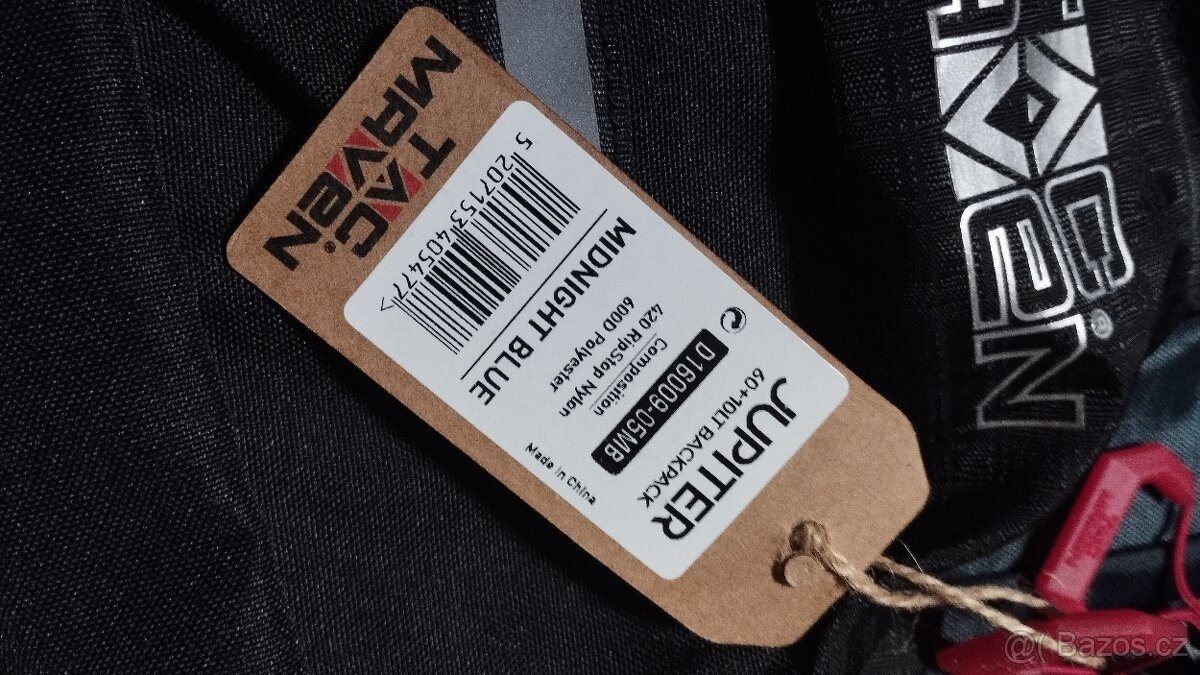 JUPITER
60+10LT BACKPACK
D16009-05MB
Composition
420 RipStop Nylon
600D Polyester
MIDNIGHT BLUE
5 207153 405477 >
Made in China
TAC
MAVEN®
TAC
MAVEN®
@( Bazos.cz